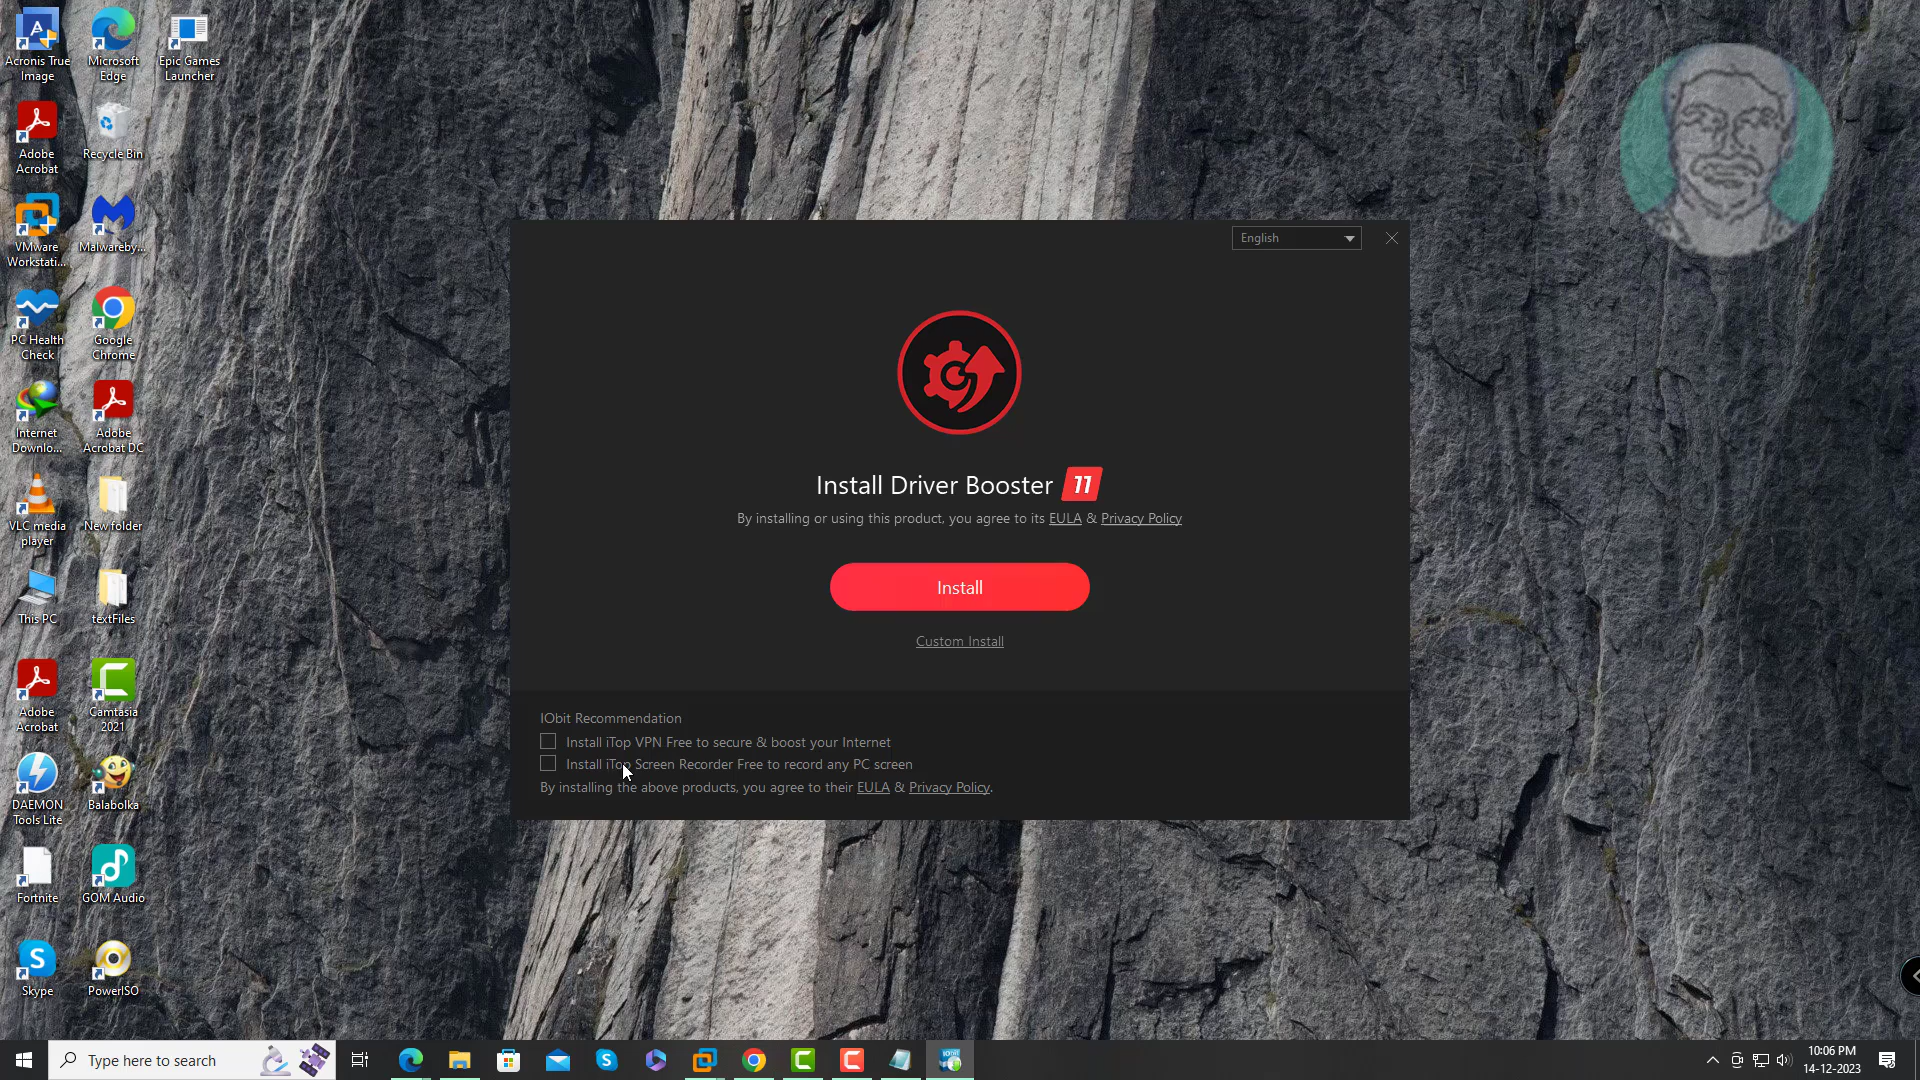 Acronis True
Image
Microsoft
Edge
Epic Games
Launcher
Adobe
Acrobat
Recycle Bin
VMware
Workstati...
Malwareby...
PC Health
Check
Google
Chrome
Internet
Downlo...
Adobe
Acrobat DC
VLC media
player
New folder
This PC
textFiles
Adobe
Acrobat
Camtasia
2021
DAEMON
Tools Lite
Balabolka
Fortnite
GOM Audio
Skype
PowerISO
English
Install Driver Booster 11
By installing or using this product, you agree to its EULA & Privacy Policy
Install
Custom Install
IObit Recommendation
Install iTop VPN Free to secure & boost your Internet
Install iTop Screen Recorder Free to record any PC screen
By installing the above products, you agree to their EULA & Privacy Policy.
Type here to search
10:06 PM
14-12-2023